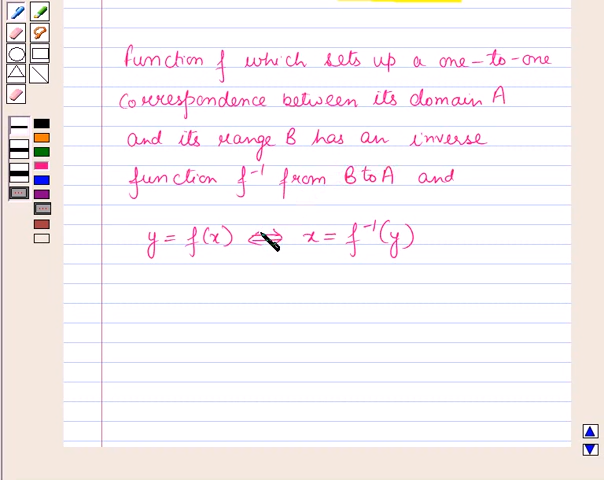 function f which sets up a one-to-one
correspondence between its domain A
and its range B has an inverse
function f⁻¹ from B to A and
y = f(x) ⇔ x = f⁻¹(y)